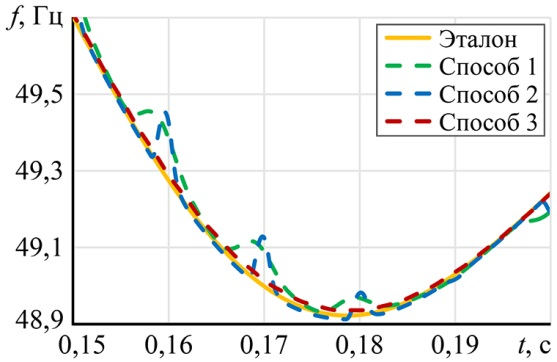 f, Гц
Эталон
Способ 1
Способ 2
Способ 3
49,5
49,3
49,1
48,9
0,15 0,16 0,17 0,18 0,19 t, с